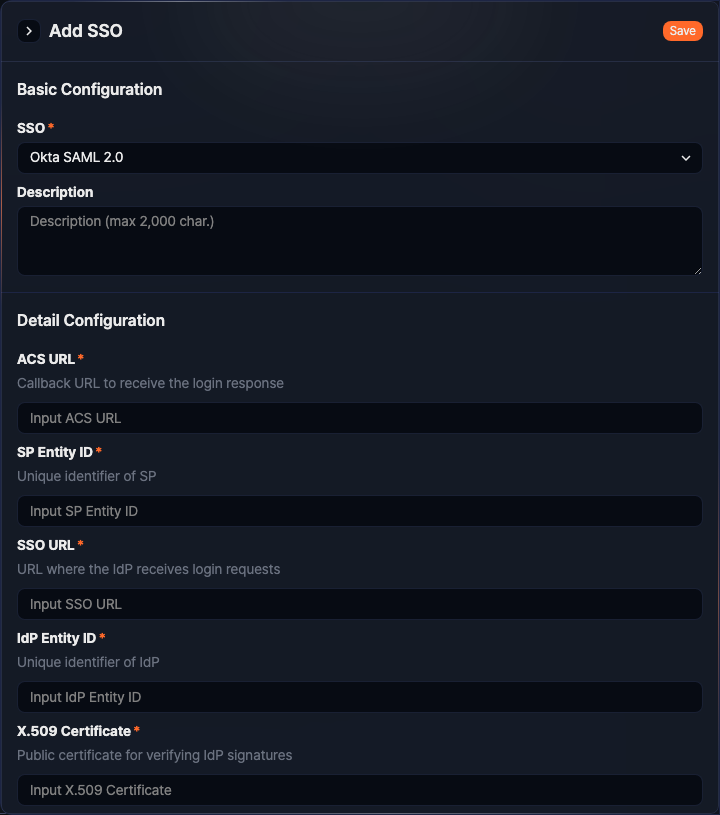 Add SSO
Save
Basic Configuration
SSO *
Okta SAML 2.0
Description
Description (max 2,000 char.)
Detail Configuration
ACS URL *
Callback URL to receive the login response
Input ACS URL
SP Entity ID *
Unique identifier of SP
Input SP Entity ID
SSO URL *
URL where the IdP receives login requests
Input SSO URL
IdP Entity ID *
Unique identifier of IdP
Input IdP Entity ID
X.509 Certificate *
Public certificate for verifying IdP signatures
Input X.509 Certificate